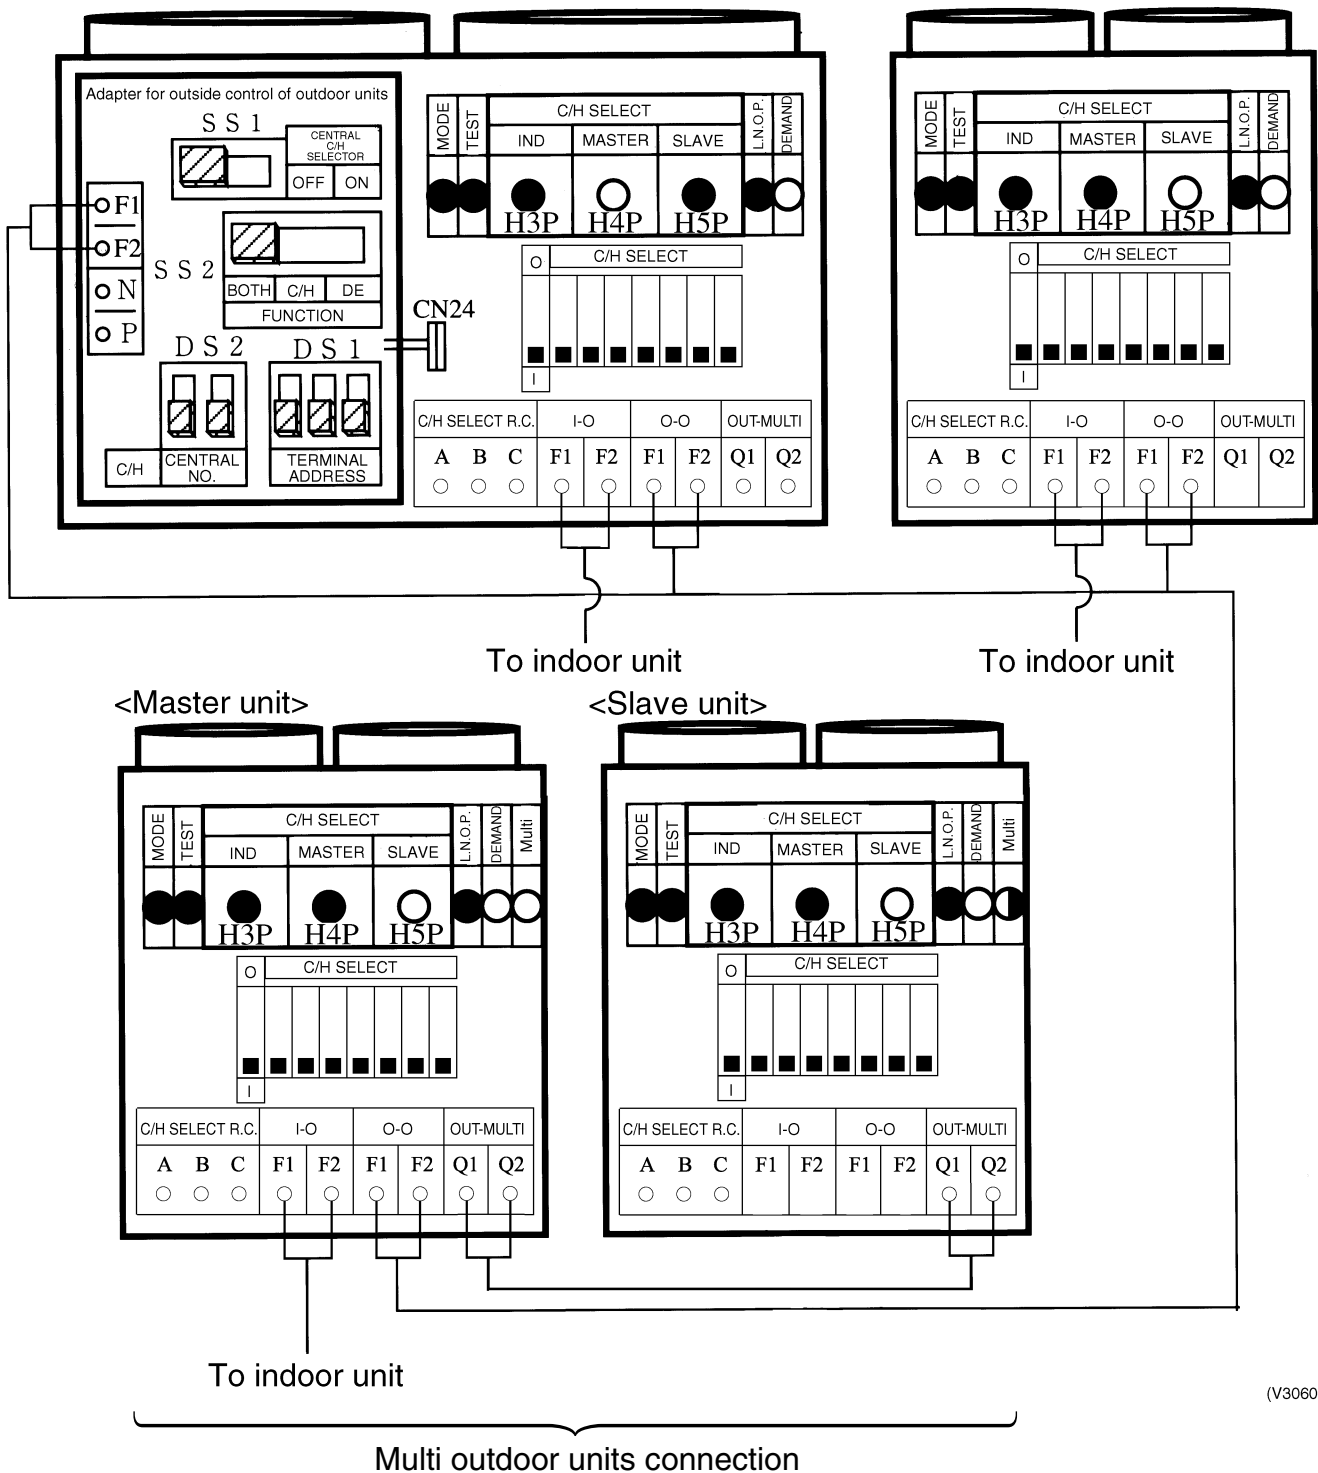 Adapter for outside control of outdoor units
S S 1
CENTRAL
C/H
SELECTOR
OFF ON
F1
F2
N
P
S S 2
BOTH C/H DE
FUNCTION
D S 2 D S 1
C/H
CENTRAL
NO.
TERMINAL
ADDRESS
CN24
MODE
TEST
C/H SELECT
IND MASTER SLAVE
L.N.O.P.
DEMAND
H3P H4P H5P
O C/H SELECT
I
C/H SELECT R.C. I-O O-O OUT-MULTI
A B C F1 F2 F1 F2 Q1 Q2
To indoor unit
MODE
TEST
C/H SELECT
IND MASTER SLAVE
L.N.O.P.
DEMAND
H3P H4P H5P
O C/H SELECT
I
C/H SELECT R.C. I-O O-O OUT-MULTI
A B C F1 F2 F1 F2 Q1 Q2
To indoor unit
<Master unit>
MODE
TEST
C/H SELECT
IND MASTER SLAVE
L.N.O.P.
DEMAND
Multi
H3P H4P H5P
O C/H SELECT
I
C/H SELECT R.C. I-O O-O OUT-MULTI
A B C F1 F2 F1 F2 Q1 Q2
To indoor unit
<Slave unit>
MODE
TEST
C/H SELECT
IND MASTER SLAVE
L.N.O.P.
DEMAND
Multi
H3P H4P H5P
O C/H SELECT
I
C/H SELECT R.C. I-O O-O OUT-MULTI
A B C F1 F2 F1 F2 Q1 Q2
(V3060
Multi outdoor units connection